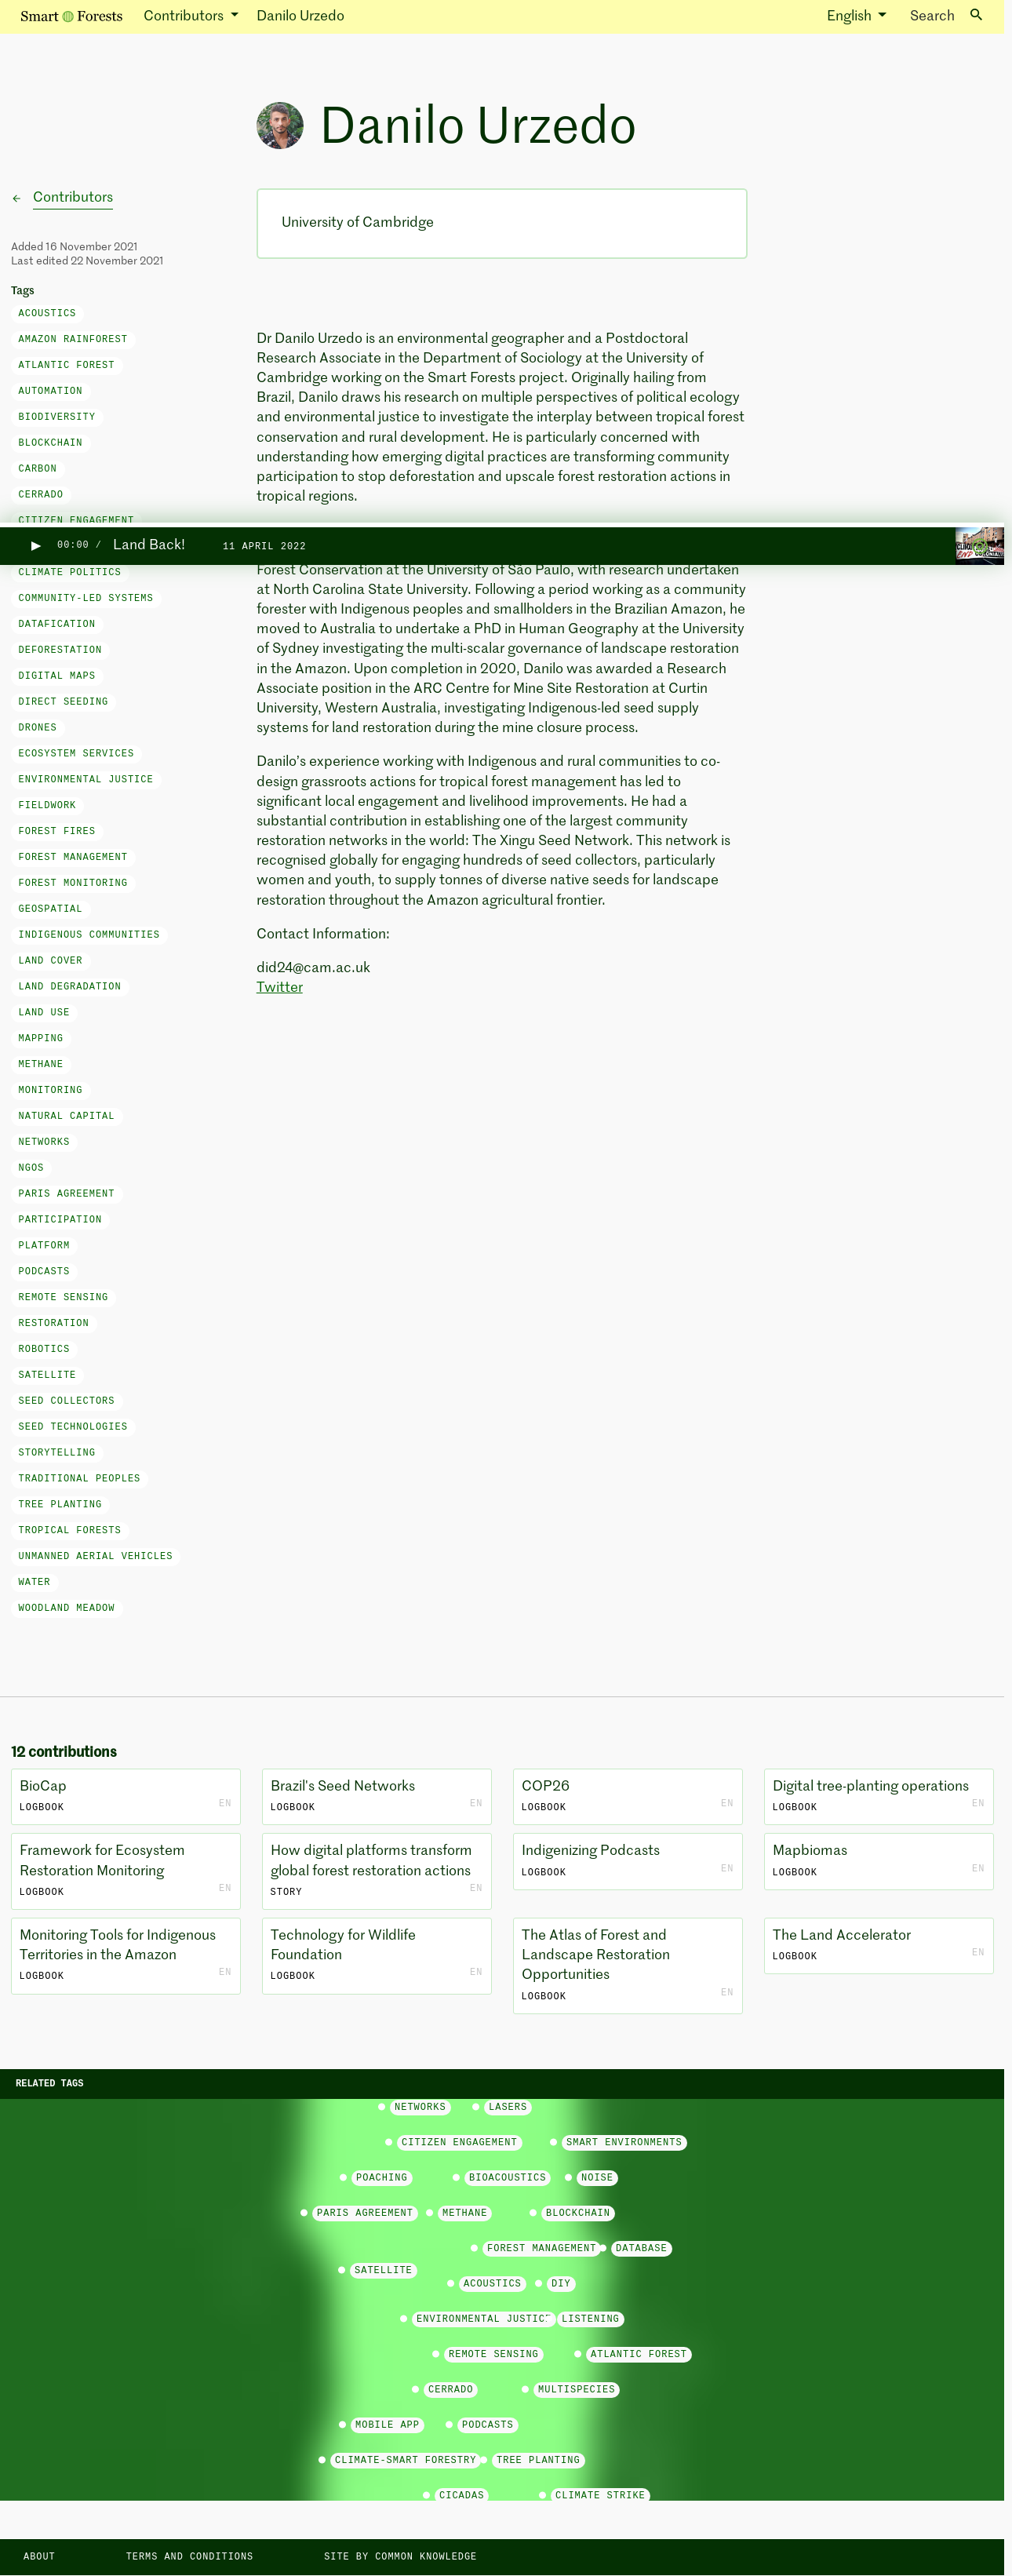 Smart Forests Contributors Danilo Urzedo English Search
Danilo Urzedo
Contributors
Added 16 November 2021
Last edited 22 November 2021
Tags
ACOUSTICS
AMAZON RAINFOREST
ATLANTIC FOREST
AUTOMATION
BIODIVERSITY
BLOCKCHAIN
CARBON
CERRADO
CITIZEN ENGAGEMENT
CLIMATE POLITICS
COMMUNITY-LED SYSTEMS
DATAFICATION
DEFORESTATION
DIGITAL MAPS
DIRECT SEEDING
DRONES
ECOSYSTEM SERVICES
ENVIRONMENTAL JUSTICE
FIELDWORK
FOREST FIRES
FOREST MANAGEMENT
FOREST MONITORING
GEOSPATIAL
INDIGENOUS COMMUNITIES
LAND COVER
LAND DEGRADATION
LAND USE
MAPPING
METHANE
MONITORING
NATURAL CAPITAL
NETWORKS
NGOS
PARIS AGREEMENT
PARTICIPATION
PLATFORM
PODCASTS
REMOTE SENSING
RESTORATION
ROBOTICS
SATELLITE
SEED COLLECTORS
SEED TECHNOLOGIES
STORYTELLING
TRADITIONAL PEOPLES
TREE PLANTING
TROPICAL FORESTS
UNMANNED AERIAL VEHICLES
WATER
WOODLAND MEADOW
University of Cambridge
Dr Danilo Urzedo is an environmental geographer and a Postdoctoral
Research Associate in the Department of Sociology at the University of
Cambridge working on the Smart Forests project. Originally hailing from
Brazil, Danilo draws his research on multiple perspectives of political ecology
and environmental justice to investigate the interplay between tropical forest
conservation and rural development. He is particularly concerned with
understanding how emerging digital practices are transforming community
participation to stop deforestation and upscale forest restoration actions in
tropical regions.
00:00 / Land Back! 11 APRIL 2022
Forest Conservation at the University of São Paulo, with research undertaken
at North Carolina State University. Following a period working as a community
forester with Indigenous peoples and smallholders in the Brazilian Amazon, he
moved to Australia to undertake a PhD in Human Geography at the University
of Sydney investigating the multi-scalar governance of landscape restoration
in the Amazon. Upon completion in 2020, Danilo was awarded a Research
Associate position in the ARC Centre for Mine Site Restoration at Curtin
University, Western Australia, investigating Indigenous-led seed supply
systems for land restoration during the mine closure process.
Danilo's experience working with Indigenous and rural communities to co-
design grassroots actions for tropical forest management has led to
significant local engagement and livelihood improvements. He had a
substantial contribution in establishing one of the largest community
restoration networks in the world: The Xingu Seed Network. This network is
recognised globally for engaging hundreds of seed collectors, particularly
women and youth, to supply tonnes of diverse native seeds for landscape
restoration throughout the Amazon agricultural frontier.
Contact Information:
did24@cam.ac.uk
Twitter
12 contributions
BioCap
LOGBOOK EN
Brazil's Seed Networks
LOGBOOK EN
COP26
LOGBOOK EN
Digital tree-planting operations
LOGBOOK EN
Framework for Ecosystem
Restoration Monitoring
LOGBOOK EN
How digital platforms transform
global forest restoration actions
STORY EN
Indigenizing Podcasts
LOGBOOK EN
Mapbiomas
LOGBOOK EN
Monitoring Tools for Indigenous
Territories in the Amazon
LOGBOOK EN
Technology for Wildlife
Foundation
LOGBOOK EN
The Atlas of Forest and
Landscape Restoration
Opportunities
LOGBOOK EN
The Land Accelerator
LOGBOOK EN
RELATED TAGS
NETWORKS LASERS
CITIZEN ENGAGEMENT SMART ENVIRONMENTS
POACHING BIOACOUSTICS NOISE
PARIS AGREEMENT METHANE BLOCKCHAIN
FOREST MANAGEMENT DATABASE
SATELLITE
ACOUSTICS DIY
ENVIRONMENTAL JUSTICE LISTENING
REMOTE SENSING ATLANTIC FOREST
CERRADO MULTISPECIES
MOBILE APP PODCASTS
CLIMATE-SMART FORESTRY TREE PLANTING
CICADAS CLIMATE STRIKE
ABOUT TERMS AND CONDITIONS SITE BY COMMON KNOWLEDGE